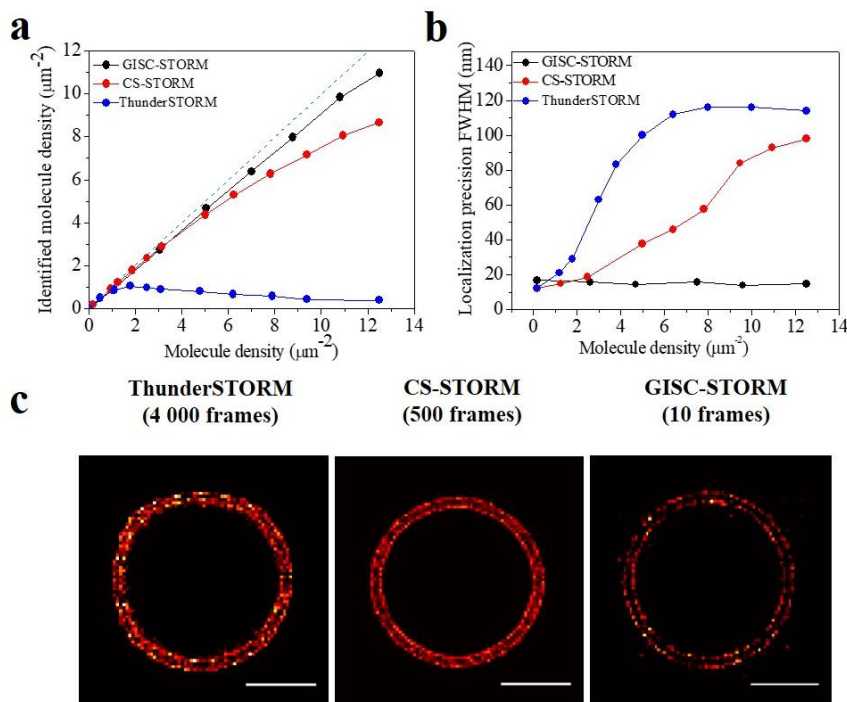 a
12
10
8
6
4
2
0
Identified molecule density (μm-2)
GISC-STORM
CS-STORM
ThunderSTORM
0 2 4 6 8 10 12 14
Molecule density (μm-2)
b
140
120
100
80
60
40
20
0
Localization precision FWHM (nm)
GISC-STORM
CS-STORM
ThunderSTORM
0 2 4 6 8 10 12 14
Molecule density (μm-2)
c
ThunderSTORM
(4 000 frames)
CS-STORM
(500 frames)
GISC-STORM
(10 frames)